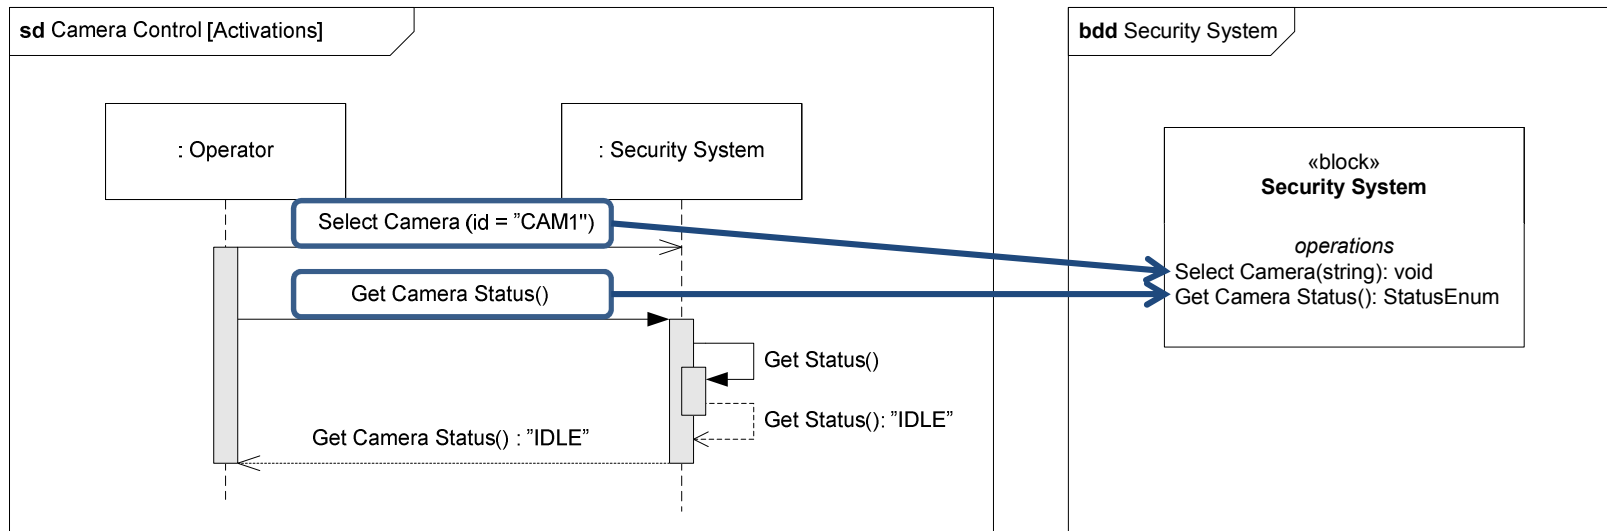 sd Camera Control [Activations]
: Operator
: Security System
Select Camera (id = ”CAM1")
Get Camera Status()
Get Status()
Get Status(): ”IDLE”
Get Camera Status() : ”IDLE”
bdd Security System
«block»
Security System
operations
Select Camera(string): void
Get Camera Status(): StatusEnum